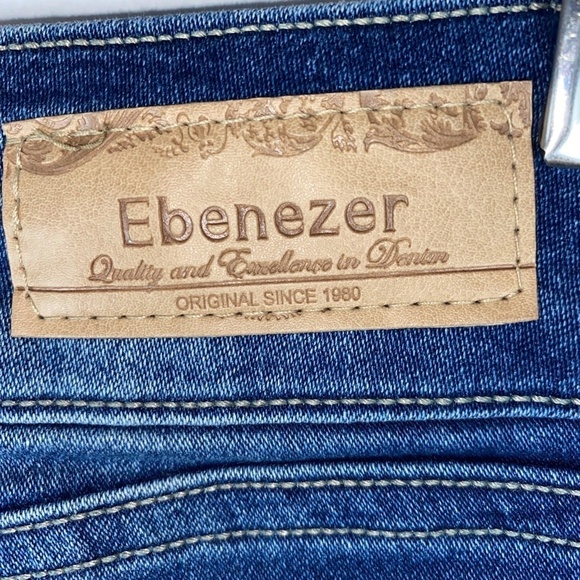 Ebenezer
Quality and Excellence in Denim
ORIGINAL SINCE 1980